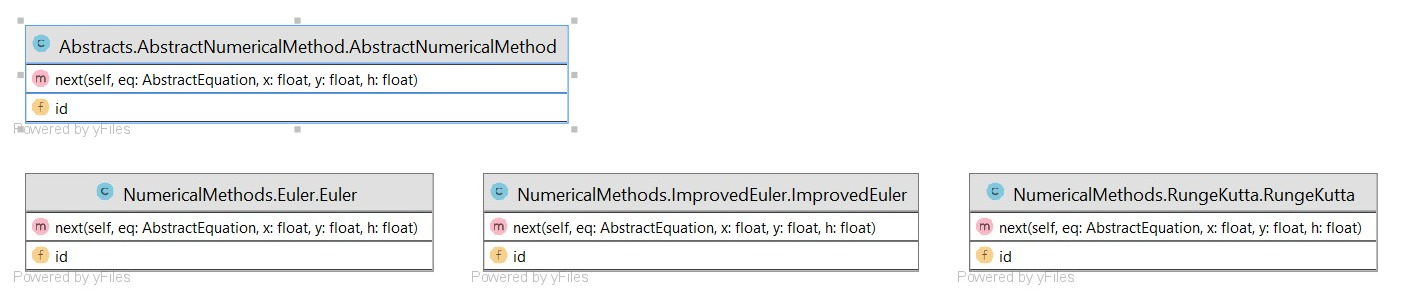 C Abstracts.AbstractNumericalMethod.AbstractNumericalMethod
m next(self, eq: AbstractEquation, x: float, y: float, h: float)
f id
Powered by yFiles
C NumericalMethods.Euler.Euler
m next(self, eq: AbstractEquation, x: float, y: float, h: float)
f id
Powered by yFiles
C NumericalMethods.ImprovedEuler.ImprovedEuler
m next(self, eq: AbstractEquation, x: float, y: float, h: float)
f id
Powered by yFiles
C NumericalMethods.RungeKutta.RungeKutta
m next(self, eq: AbstractEquation, x: float, y: float, h: float)
f id
Powered by yFiles